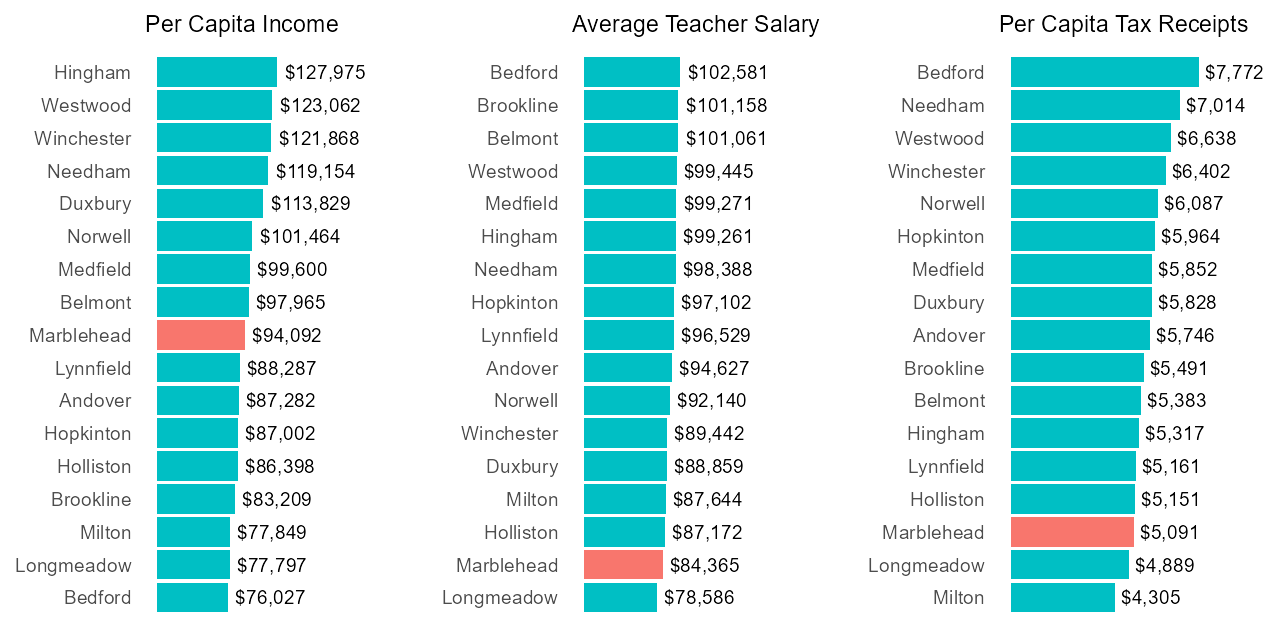 Per Capita Income
Hingham $127,975
Westwood $123,062
Winchester $121,868
Needham $119,154
Duxbury $113,829
Norwell $101,464
Medfield $99,600
Belmont $97,965
Marblehead $94,092
Lynnfield $88,287
Andover $87,282
Hopkinton $87,002
Holliston $86,398
Brookline $83,209
Milton $77,849
Longmeadow $77,797
Bedford $76,027
Average Teacher Salary
Bedford $102,581
Brookline $101,158
Belmont $101,061
Westwood $99,445
Medfield $99,271
Hingham $99,261
Needham $98,388
Hopkinton $97,102
Lynnfield $96,529
Andover $94,627
Norwell $92,140
Winchester $89,442
Duxbury $88,859
Milton $87,644
Holliston $87,172
Marblehead $84,365
Longmeadow $78,586
Per Capita Tax Receipts
Bedford $7,772
Needham $7,014
Westwood $6,638
Winchester $6,402
Norwell $6,087
Hopkinton $5,964
Medfield $5,852
Duxbury $5,828
Andover $5,746
Brookline $5,491
Belmont $5,383
Hingham $5,317
Lynnfield $5,161
Holliston $5,151
Marblehead $5,091
Longmeadow $4,889
Milton $4,305